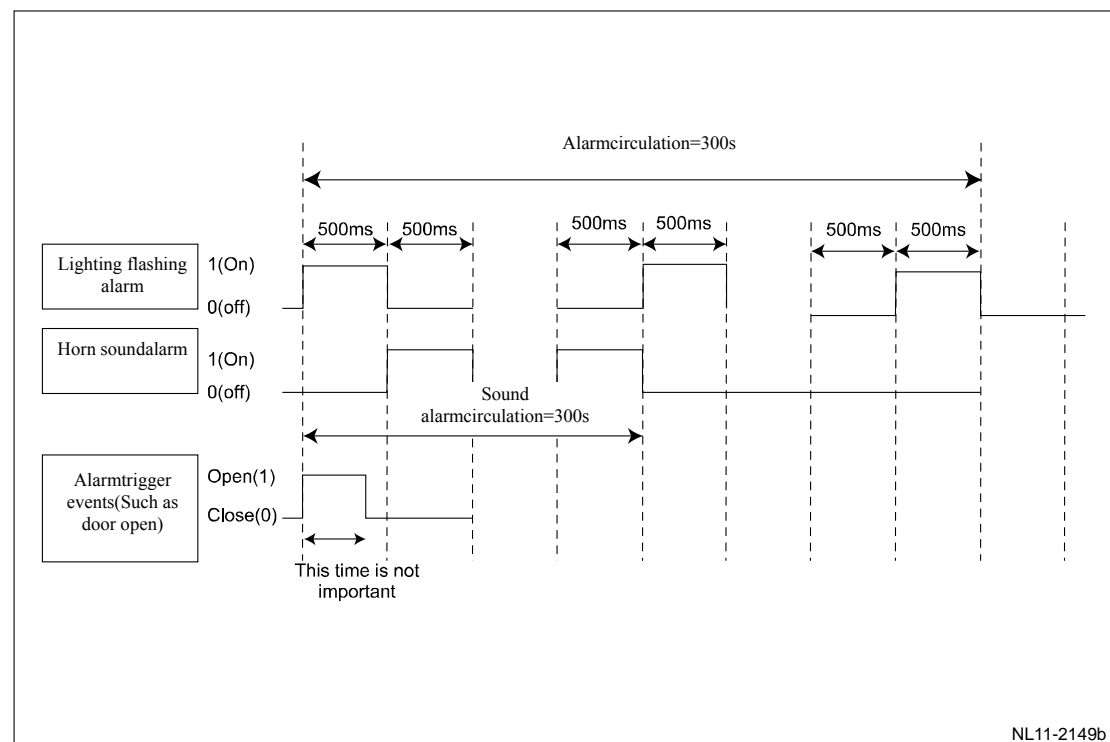 Alarmcirculation=300s
500ms 500ms 500ms 500ms 500ms 500ms
Lighting flashing
alarm
1(On)
0(off)
Horn soundalarm
1(On)
0(off)
Sound
alarmcirculation=300s
Alarmtrigger
events(Such as
door open)
Open(1)
Close(0)
This time is not
important
NL11-2149b